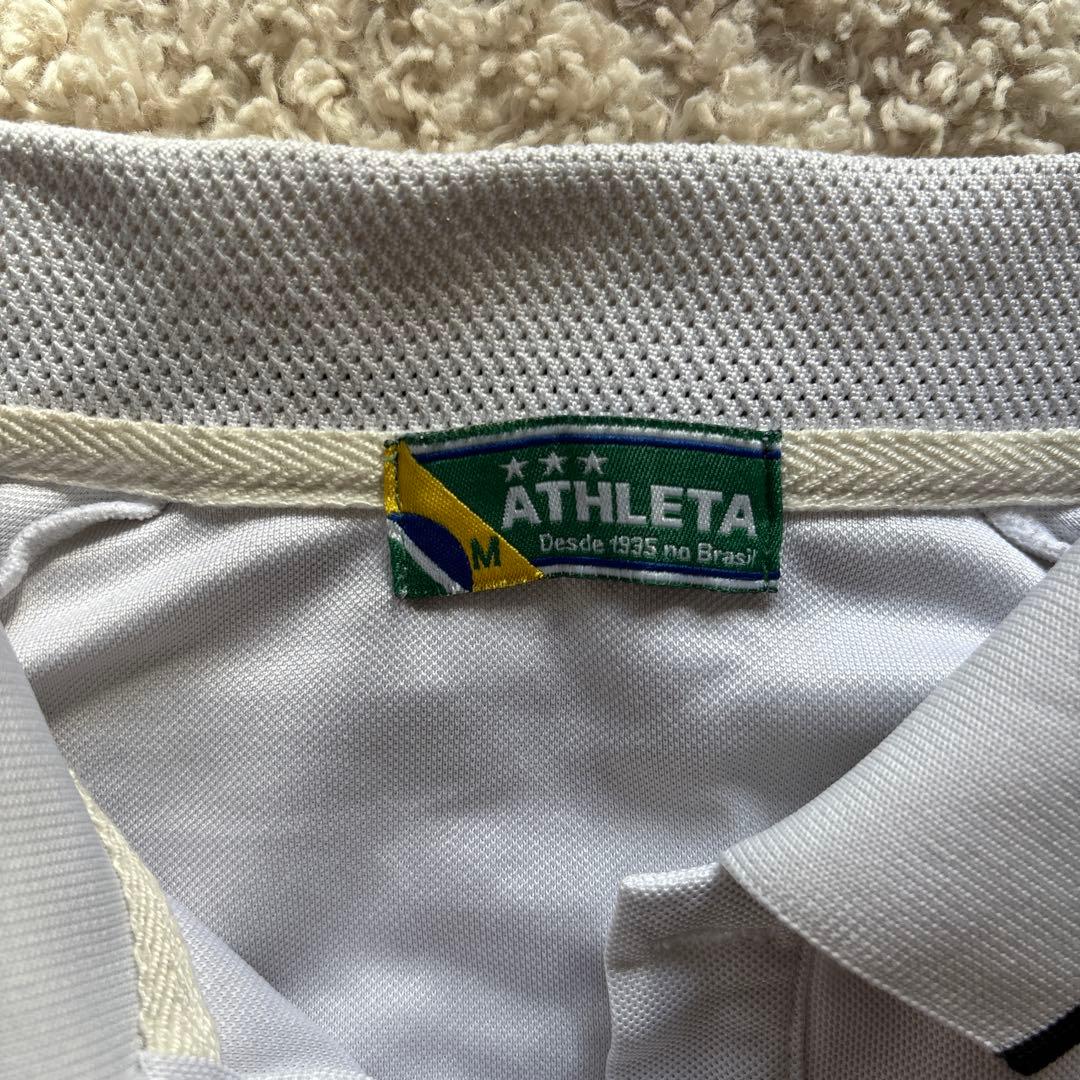 ATHLETA
Desde 1935 no Brasil
M